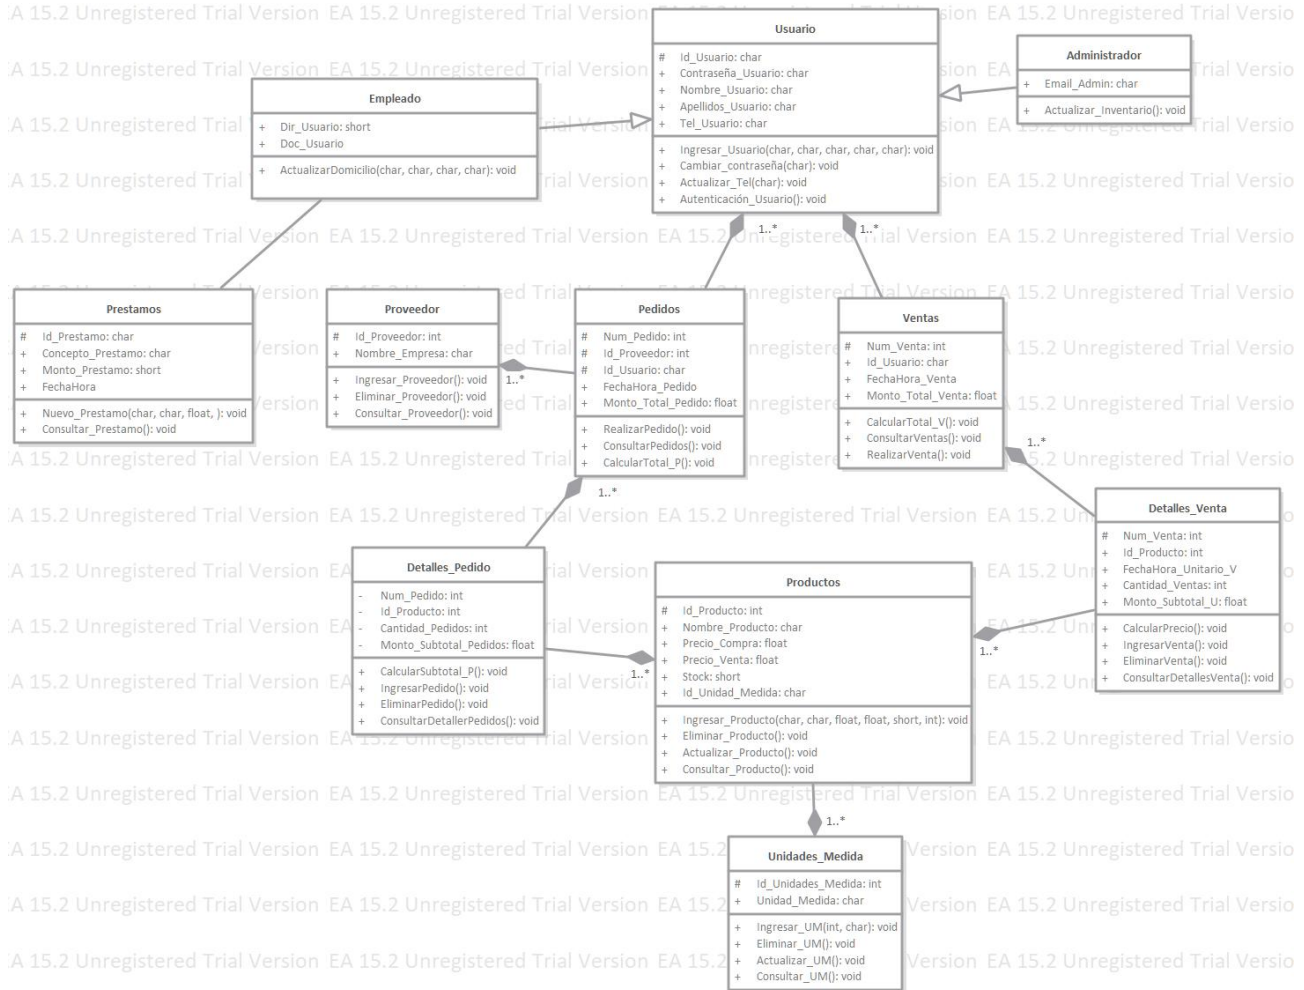 Usuario
# Id_Usuario: char
+ Contraseña_Usuario: char
+ Nombre_Usuario: char
+ Apellidos_Usuario: char
+ Tel_Usuario: char
+ Ingresar_Usuario(char, char, char, char, char): void
+ Cambiar_contraseña(char): void
+ Actualizar_Tel(char): void
+ Autenticación_Usuario(): void
Administrador
+ Email_Admin: char
+ Actualizar_Inventario(): void
Empleado
+ Dir_Usuario: short
+ Doc_Usuario
+ ActualizarDomicilio(char, char, char, char): void
1..*
1..*
Prestamos
# Id_Prestamo: char
+ Concepto_Prestamo: char
+ Monto_Prestamo: short
+ FechaHora
+ Nuevo_Prestamo(char, char, float, ): void
+ Consultar_Prestamo(): void
Proveedor
# Id_Proveedor: int
+ Nombre_Empresa: char
+ Ingresar_Proveedor(): void
+ Eliminar_Proveedor(): void
+ Consultar_Proveedor(): void
1..*
Pedidos
# Num_Pedido: int
# Id_Proveedor: int
# Id_Usuario: char
+ FechaHora_Pedido
+ Monto_Total_Pedido: float
+ RealizarPedido(): void
+ ConsultarPedidos(): void
+ CalcularTotal_P(): void
1..*
Ventas
# Num_Venta: int
+ Id_Usuario: char
+ FechaHora_Venta
+ Monto_Total_Venta: float
+ CalcularTotal_V(): void
+ ConsultarVentas(): void
+ RealizarVenta(): void
1..*
Detalles_Venta
# Num_Venta: int
+ Id_Producto: int
+ FechaHora_Unitario_V
+ Cantidad_Ventas: int
+ Monto_Subtotal_U: float
+ CalcularPrecio(): void
+ IngresarVenta(): void
+ EliminarVenta(): void
+ ConsultarDetallesVenta(): void
Detalles_Pedido
- Num_Pedido: int
- Id_Producto: int
- Cantidad_Pedidos: int
- Monto_Subtotal_Pedidos: float
+ CalcularSubtotal_P(): void
+ IngresarPedido(): void
+ EliminarPedido(): void
+ ConsultarDetallerPedidos(): void
1..*
Productos
# Id_Producto: int
+ Nombre_Producto: char
+ Precio_Compra: float
+ Precio_Venta: float
+ Stock: short
+ Id_Unidad_Medida: char
+ Ingresar_Producto(char, char, float, float, short, int): void
+ Eliminar_Producto(): void
+ Actualizar_Producto(): void
+ Consultar_Producto(): void
1..*
1..*
Unidades_Medida
# Id_Unidades_Medida: int
+ Unidad_Medida: char
+ Ingresar_UM(int, char): void
+ Eliminar_UM(): void
+ Actualizar_UM(): void
+ Consultar_UM(): void
EA 15.2 Unregistered Trial Version